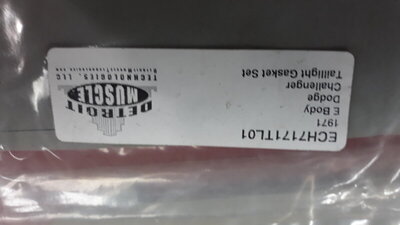 ECH7171TL01
1971
E Body
Dodge
Challenger
Taillight Gasket Set
DETROIT
MUSCLE
TECHNOLOGIES, LLC